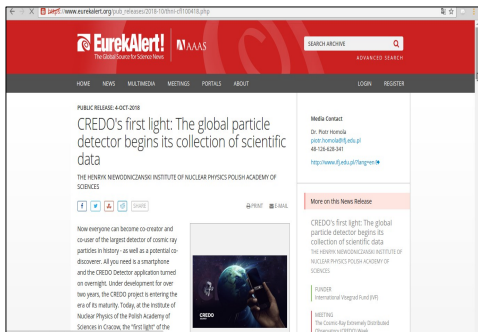 https://www.eurekalert.org/pub_releases/2018-10/thni-cfl100418.php
EurekAlert!
The Global Source for Science News
AAAS
SEARCH ARCHIVE
ADVANCED SEARCH
HOME NEWS MULTIMEDIA MEETINGS PORTALS ABOUT LOGIN REGISTER
PUBLIC RELEASE: 4-OCT-2018
CREDO's first light: The global particle
detector begins its collection of scientific
data
THE HENRYK NIEWODNICZANSKI INSTITUTE OF NUCLEAR PHYSICS POLISH ACADEMY OF
SCIENCES
SHARE
PRINT E-MAIL
Now everyone can become co-creator and
co-user of the largest detector of cosmic ray
particles in history - as well as a potential co-
discoverer. All you need is a smartphone
and the CREDO Detector application turned
on overnight. Under development for over
two years, the CREDO project is entering the
era of its maturity. Today, at the Institute of
Nuclear Physics of the Polish Academy of
Sciences in Cracow, the "first light" of the
CREDO
Media Contact
Dr. Piotr Homola
piotr.homola@ifj.edu.pl
48-126-628-341
http://www.ifj.edu.pl/?lang=en
More on this News Release
CREDO's first light: The global
particle detector begins its
collection of scientific data
THE HENRYK NIEWODNICZANSKI INSTITUTE OF
NUCLEAR PHYSICS POLISH ACADEMY OF
SCIENCES
FUNDER
International Visegrad Fund (IVF)
MEETING
The Cosmic Ray Extremely Distributed
Observatory (CREDO) Week